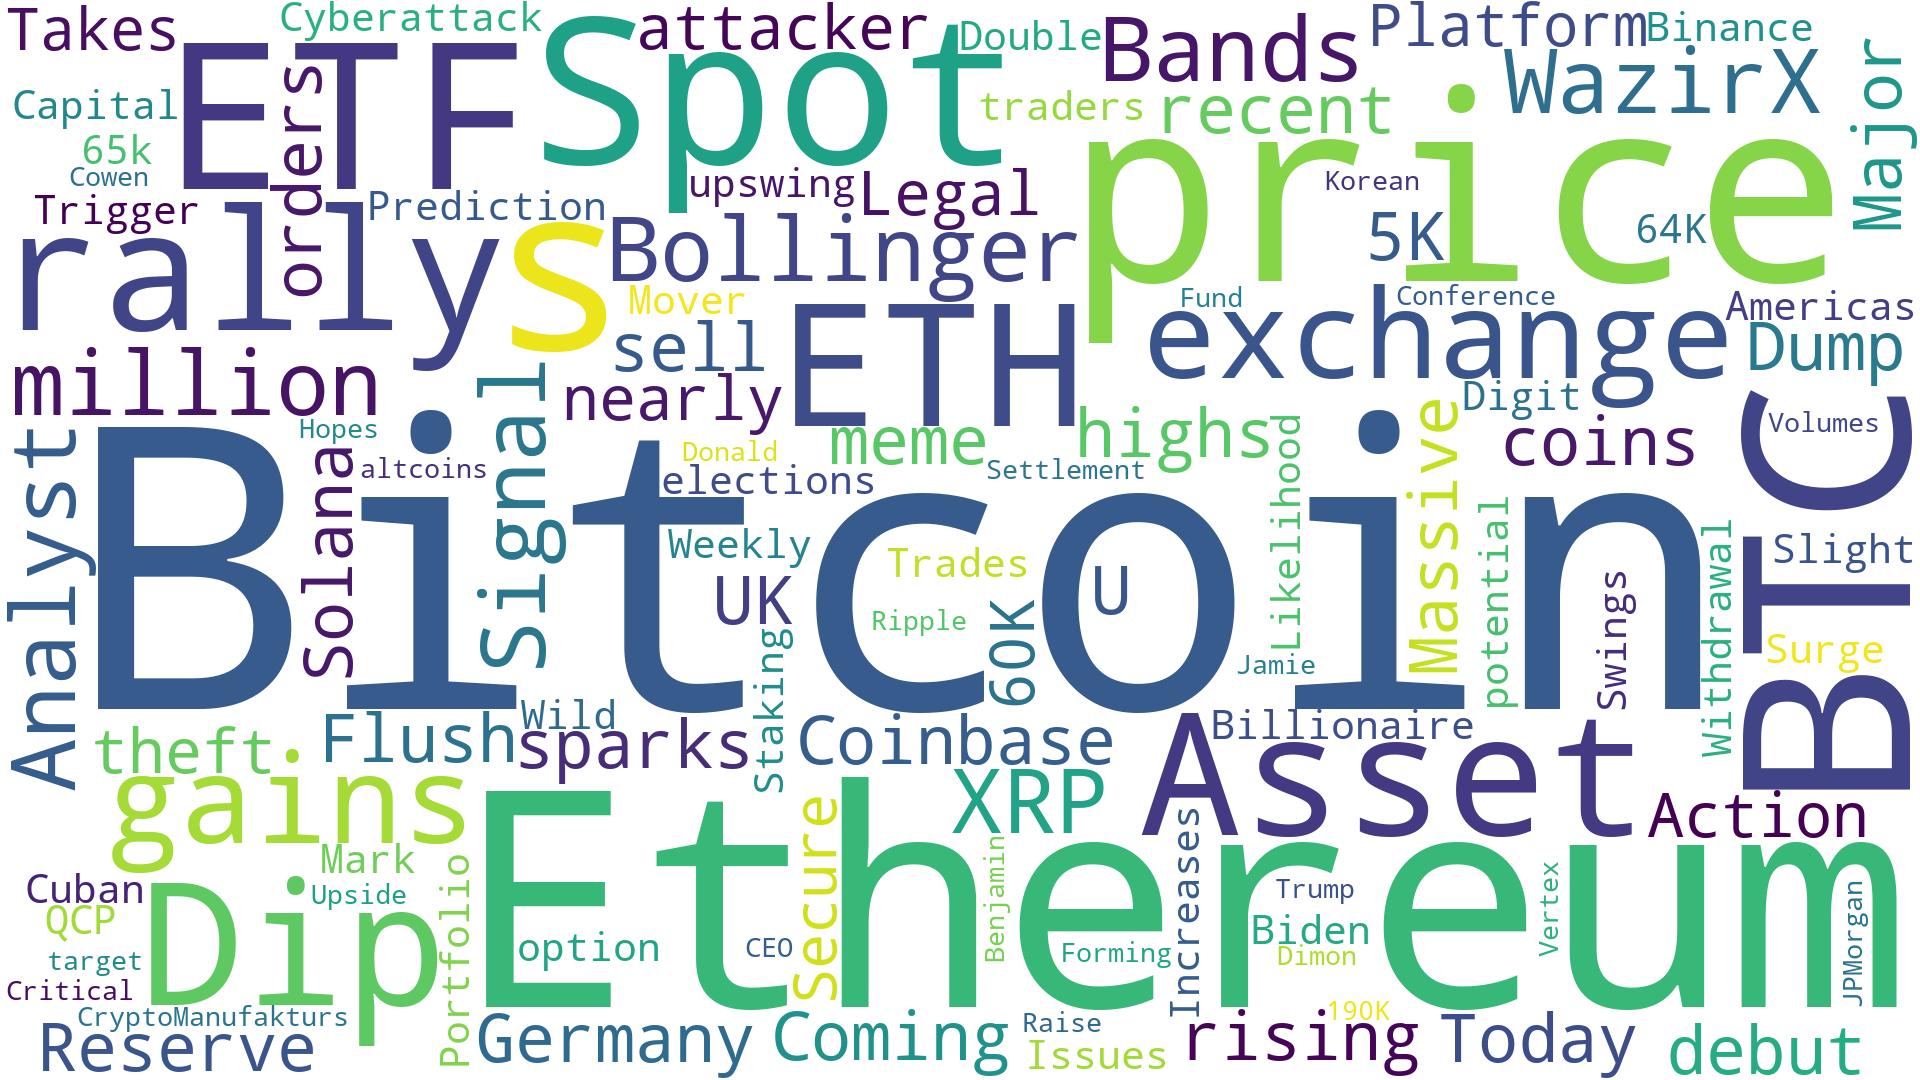 Takes
Cyberattack
ETF
Spot
attacker
Double
Bands
Platform
Binance
WazirX
Major
Capital
65k
Cowen
Trigger
orders
Prediction
traders
recent
upswing
Legal
price
Korean
5K
64K
rally
s
Bollinger
Mover
sell
nearly
ETH
Fund
Conference
exchange
Americas
Dump
million
Hopes
Signal
altcoins
Solana
Analyst
Bitcoin
Donald
elections
meme
highs
Settlement
Likelihood
Massive
Digit
coins
Volumes
BTC
Slight
Surge
Withdrawal
Swings
potential
Weekly
UK
Trades
Ripple
60K
U
Jamie
Staking
theft
Flush
Wild
sparks
Coinbase
Billionaire
Asset
Action
gains
XRP
Mark
Cuban
QCP
target
Critical
Dip
Upside
Portfolio
Ethereum
option
CEO
Secure
Benjamin
Forming
Increases
Trump
Biden
Dimon
190K
Vertex
JPMorgan
CryptoManufakturs
Reserve
Germany
Coming
Raise
Issues
rising
Today
debut